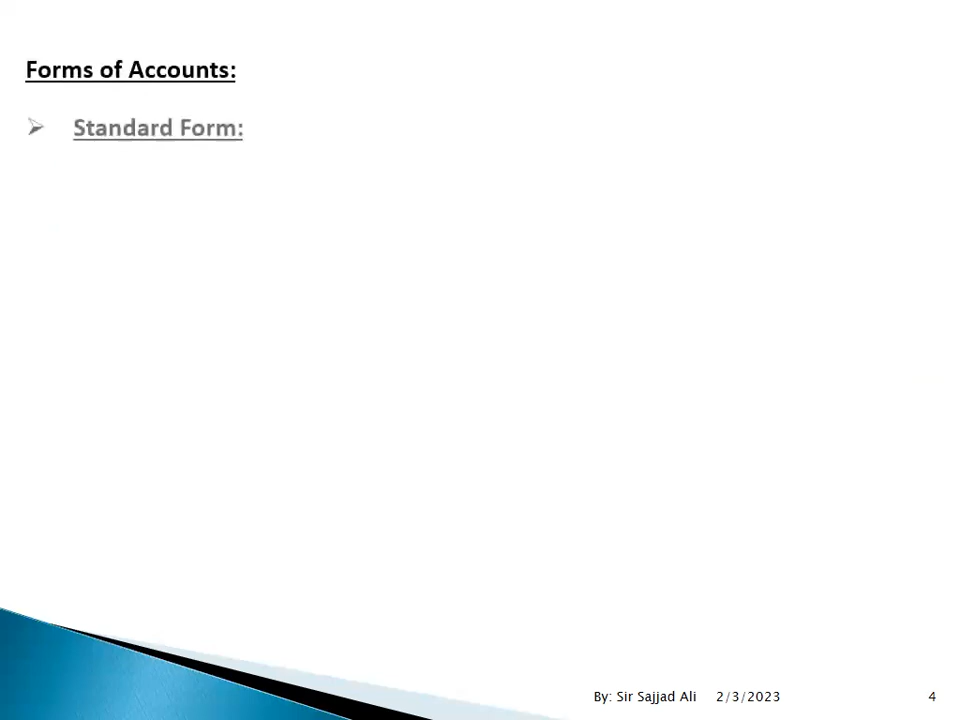 Forms of Accounts:
➢ Standard Form:
By: Sir Sajjad Ali 2/3/2023 4